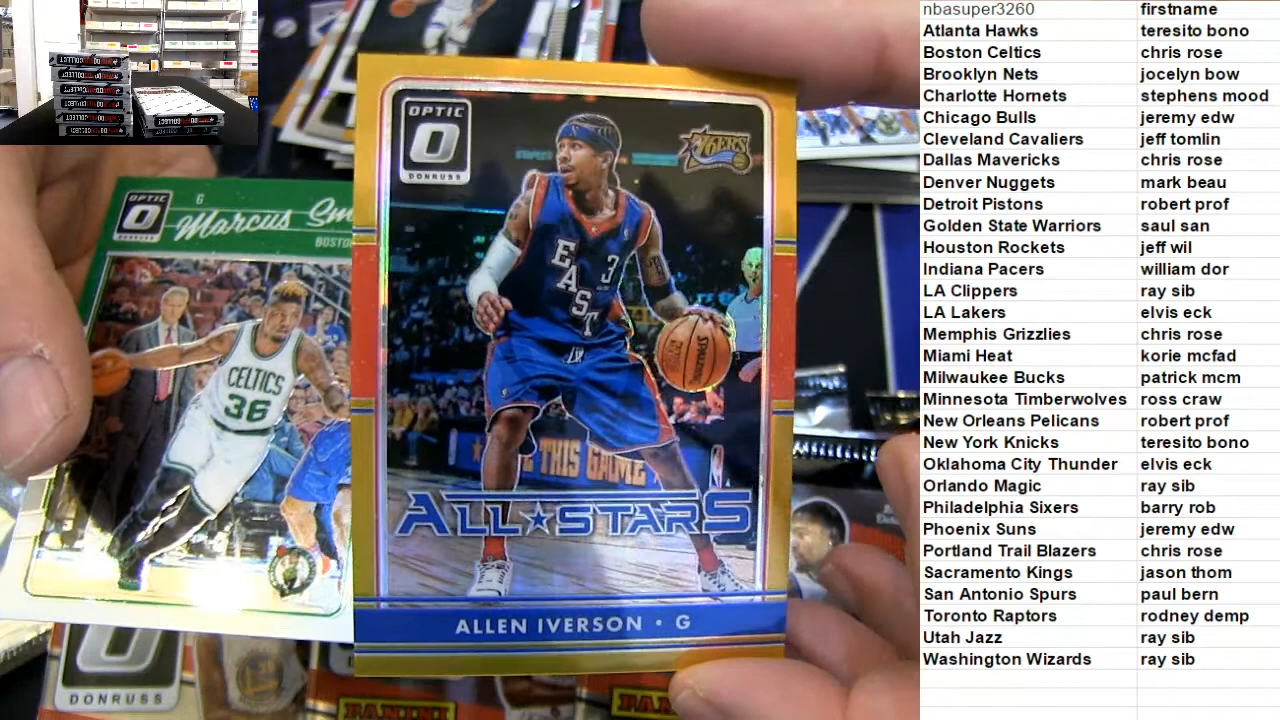 OPTIC
DONRUSS
76ERS
EAST
3
SPALDING
THIS GAME
ALL★STARS
ALLEN IVERSON • G
OPTIC
DONRUSS
G
Marcus
BOSTO
CELTICS
36
DONRUSS
PANINI
nbasuper3260 firstname
Atlanta Hawks teresito bono
Boston Celtics chris rose
Brooklyn Nets jocelyn bow
Charlotte Hornets stephens mood
Chicago Bulls jeremy edw
Cleveland Cavaliers jeff tomlin
Dallas Mavericks chris rose
Denver Nuggets mark beau
Detroit Pistons robert prof
Golden State Warriors saul san
Houston Rockets jeff wil
Indiana Pacers william dor
LA Clippers ray sib
LA Lakers elvis eck
Memphis Grizzlies chris rose
Miami Heat korie mcfad
Milwaukee Bucks patrick mcm
Minnesota Timberwolves ross craw
New Orleans Pelicans robert prof
New York Knicks teresito bono
Oklahoma City Thunder elvis eck
Orlando Magic ray sib
Philadelphia Sixers barry rob
Phoenix Suns jeremy edw
Portland Trail Blazers chris rose
Sacramento Kings jason thom
San Antonio Spurs paul bern
Toronto Raptors rodney demp
Utah Jazz ray sib
Washington Wizards ray sib